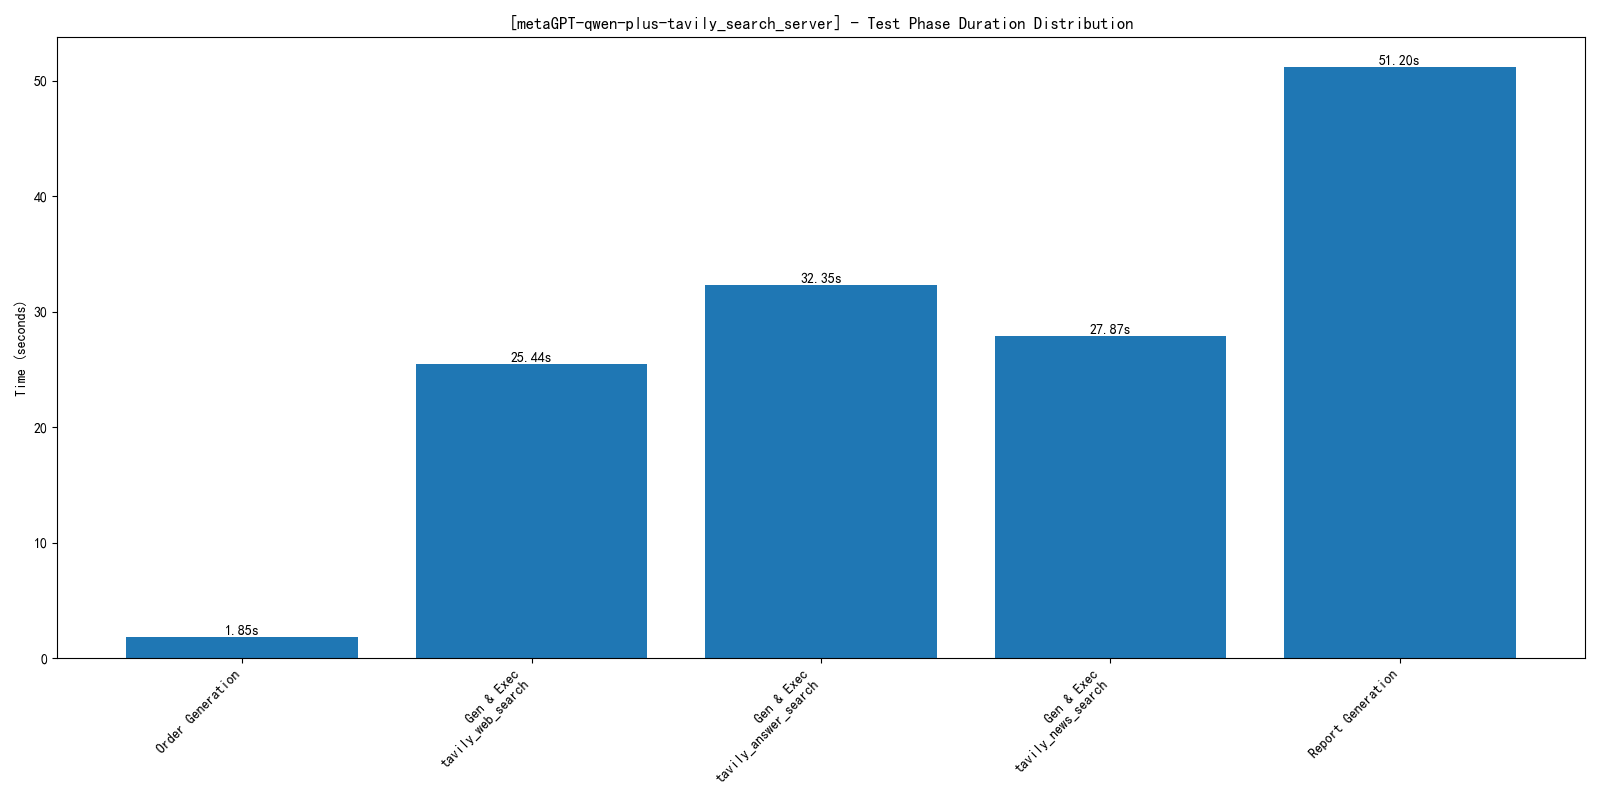 [metaGPT-qwen-plus-tavily_search_server] - Test Phase Duration Distribution
Time (seconds)
50
40
30
20
10
0
1.85s
25.44s
32.35s
27.87s
51.20s
Order Generation
Gen & Exec
tavily_web_search
Gen & Exec
tavily_answer_search
Gen & Exec
tavily_news_search
Report Generation